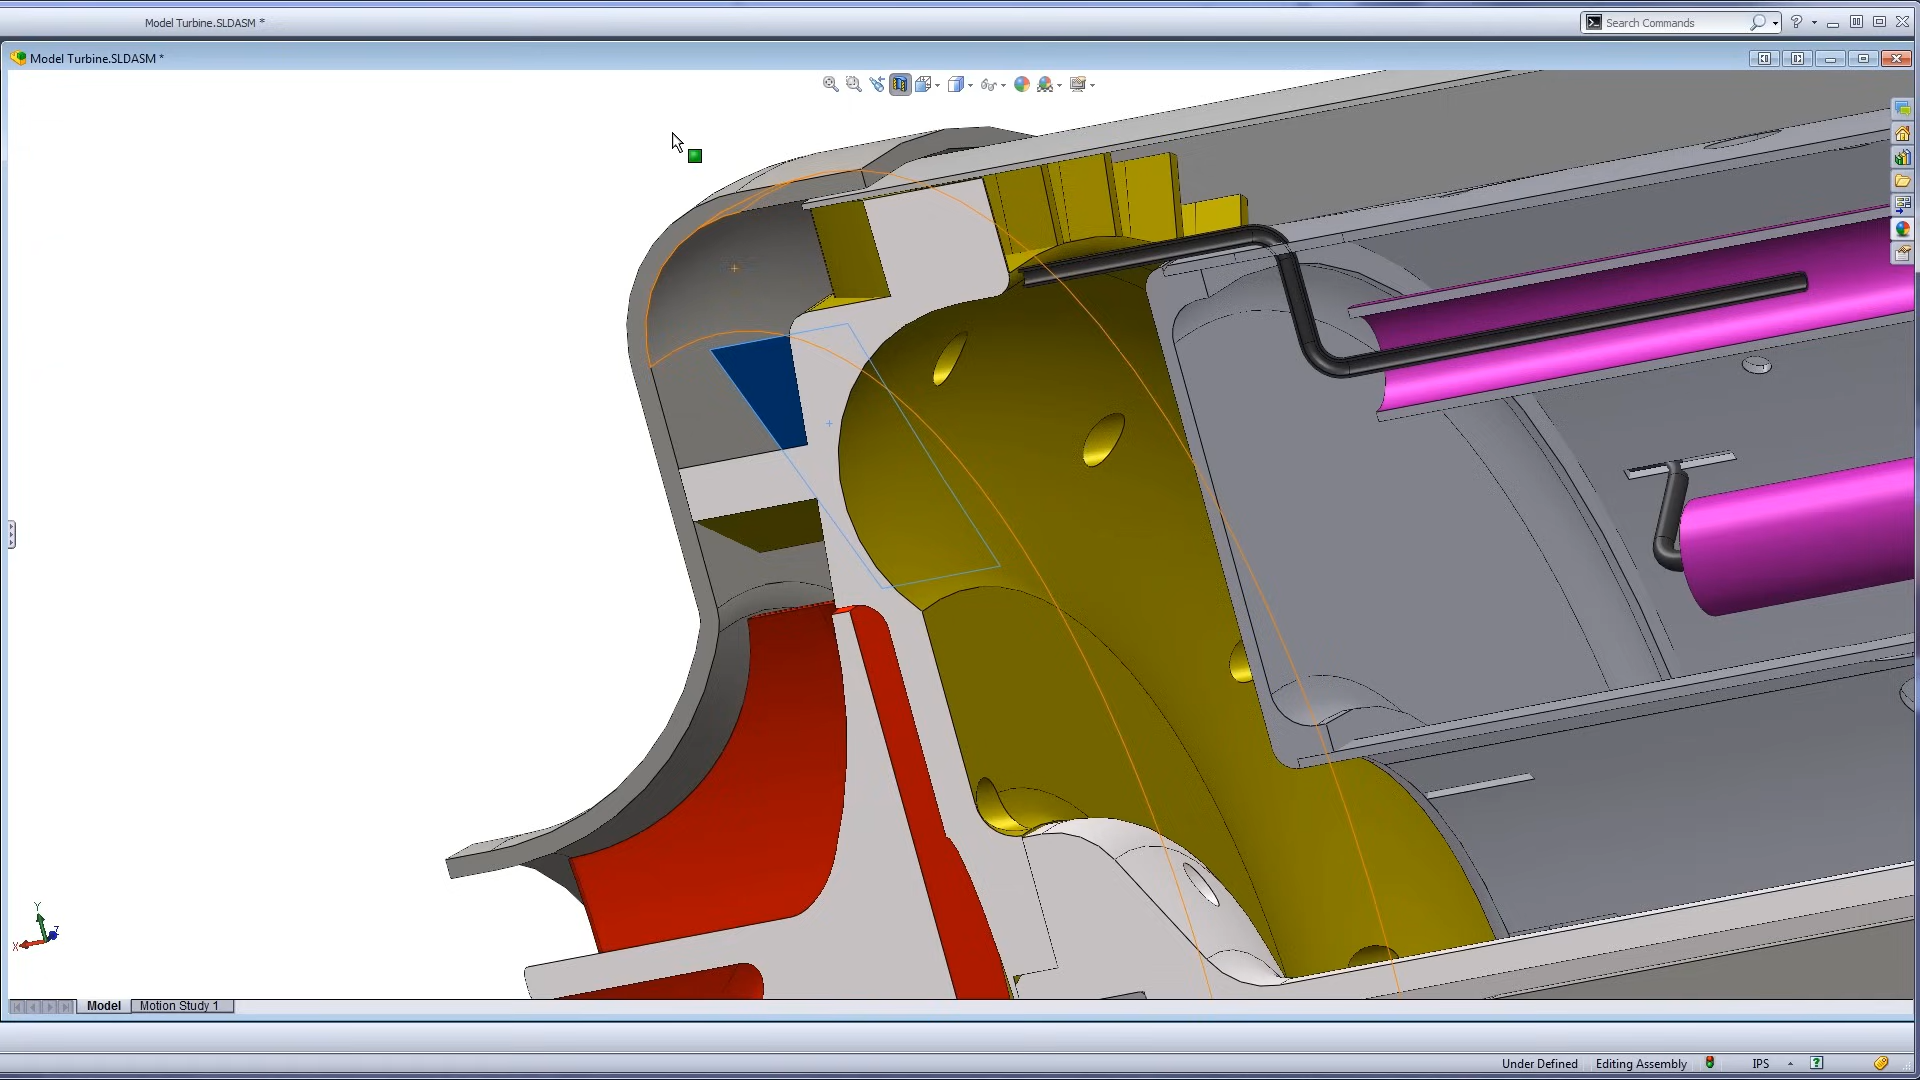 Model Turbine.SLDASM *
Search Commands
?
Model Turbine.SLDASM *
Y
X
Z
Model
Motion Study 1
Under Defined
Editing Assembly
IPS
?